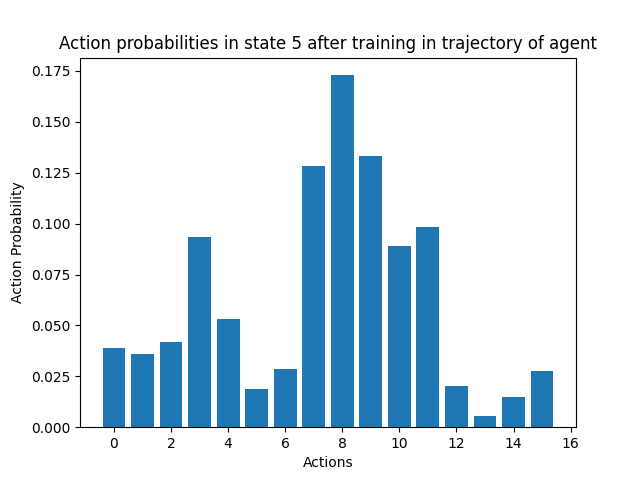 Action probabilities in state 5 after training in trajectory of agent
0.175
0.150
0.125
0.100
0.075
0.050
0.025
0.000
Action Probability
0 2 4 6 8 10 12 14 16
Actions